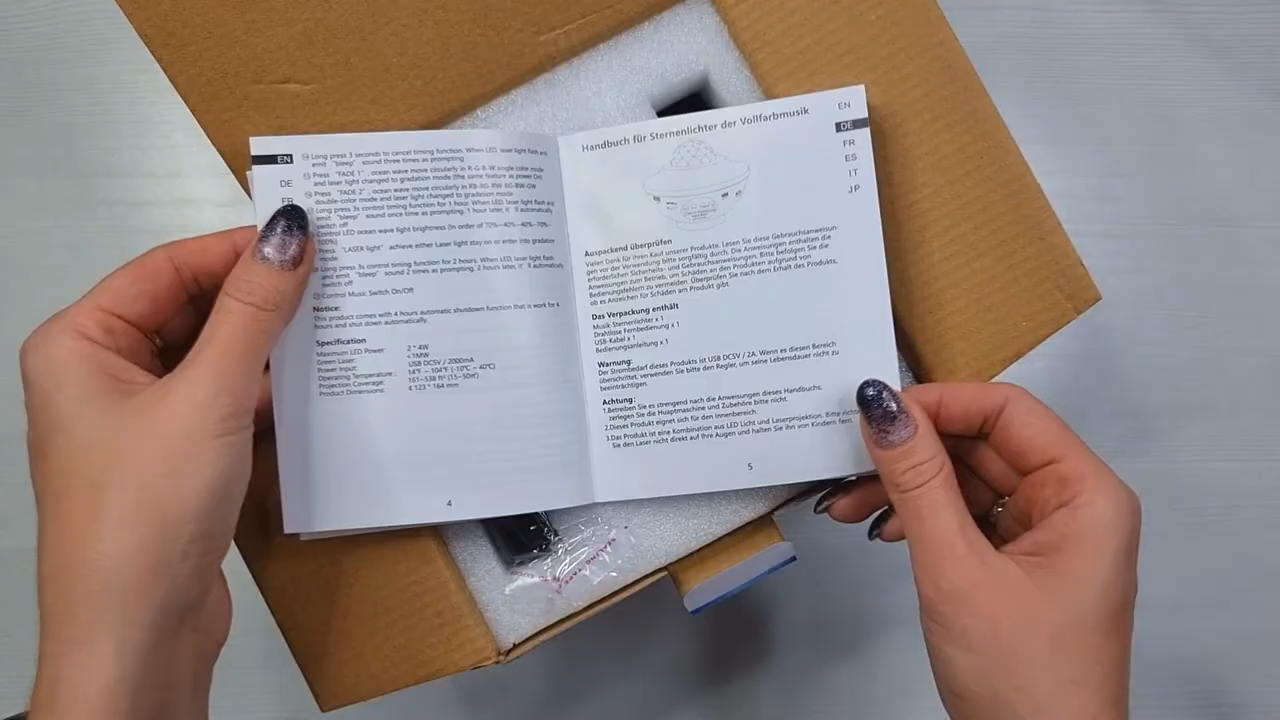 EN
DE
FR
Long press 3 seconds to cancel timing function. When LED, laser light flash and
emit "bleep" sound three times as prompting
Press "FADE 1", ocean wave move circularly in R-G-B-W single color mode
and laser light changed to gradation mode (the same feature as power On)
Press "FADE 2", ocean wave move circularly in RB-RG-RW BG-BW-GW
double-color mode and laser light changed to gradation mode
Long press 3s control timing function for 1 hour. When LED, laser light flash
emit "bleep" sound once time as prompting. 1 hour later, it' ll automatically
switch off
Control LED ocean wave light brightness (in order of 70%--40%--40%--70%-
100%)
Press "LASER light" achieve either Laser light stay on or enter into gradation
mode
Long press 3s control timing function for 2 hours. When LED, laser light flash
and emit "bleep" sound 2 times as prompting, 2 hours later, it' ll automatically
switch off
Control Music Switch On/Off
Notice:
This product comes with 4 hours automatic shutdown function that is work for 4
hours and shut down automatically.
Specification
Maximum LED Power: 2 * 4W
Green Laser: <1MW
Power Input: USB DC5V / 2000mA
Operating Temperature: 14°F ~ 104°F (-10°C ~ 40°C)
Projection Coverage: 161~538 ft² (15~50㎡)
Product Dimensions: ¢ 123 * 164 mm
4
Handbuch für Sternenlichter der Vollfarbmusik
EN
DE
FR
ES
IT
JP
Auspackend überprüfen
Vielen Dank für ihren Kauf unserer Produkte. Lesen Sie diese Gebrauchsanweisun-
gen vor der Verwendung bitte sorgfältig durch. Die Anweisungen enthalten die
erforderlichen Sicherheits- und Gebrauchsanweisungen. Bitte befolgen Sie die
Anweisungen zum Betrieb, um Schäden an den Produkten aufgrund von
Bedienungsfehlern zu vermeiden. Überprüfen Sie nach dem Erhalt des Produkts,
ob es Anzeichen für Schäden am Produkt gibt.
Das Verpackung enthält
Musik-Sternenlichter x 1
Drahtlose Fernbedienung x 1
USB-Kabel x 1
Bedienungsanleitung x 1
Wernung:
Der Strombedarf dieses Produkts ist USB DC5V / 2A. Wenn es diesen Bereich
überschrittet, verwenden Sie bitte den Regler, um seine Lebensdauer nicht zu
beeinträchtigen.
Achtung:
1.Betreiben Sie es strengend nach die Anweisungen dieses Handbuchs,
zerlegen Sie die Huaptmaschine und Zubehöre bitte nicht.
2.Dieses Produkt eignet sich für den Innenbereich.
3.Das Produkt ist eine Kombination aus LED Licht und Laserprojektion. Bitte richten
Sie den Laser nicht direkt auf Ihre Augen und halten Sie ihn von Kindern fern.
5